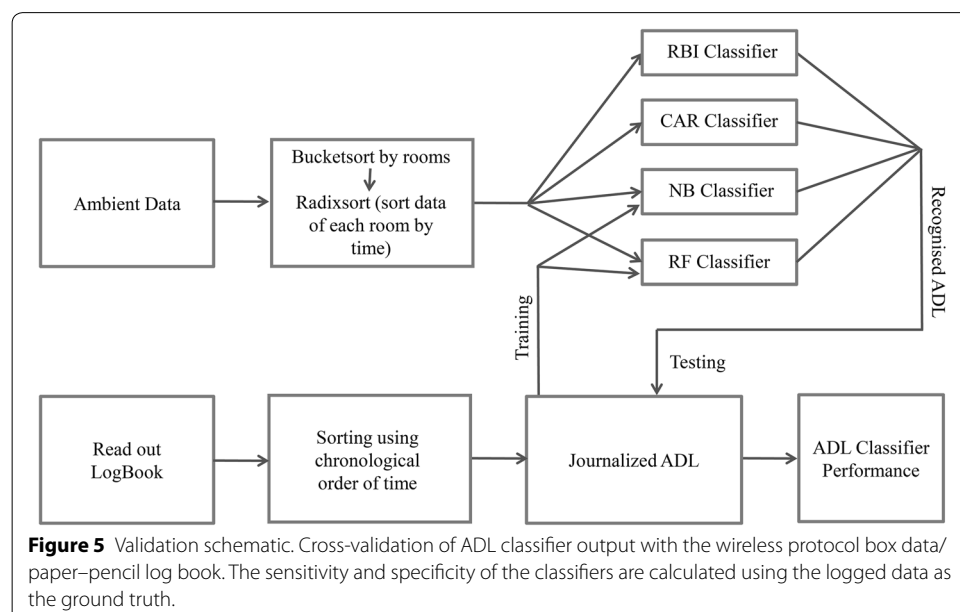 RBI Classifier
CAR Classifier
NB Classifier
RF Classifier
Ambient Data
Bucketsort by rooms
Radixsort (sort data
of each room by
time)
Recognised ADL
Training
Testing
Read out
LogBook
Sorting using
chronological
order of time
Journalized ADL
ADL Classifier
Performance
Figure 5 Validation schematic. Cross-validation of ADL classifier output with the wireless protocol box data/
paper–pencil log book. The sensitivity and specificity of the classifiers are calculated using the logged data as
the ground truth.